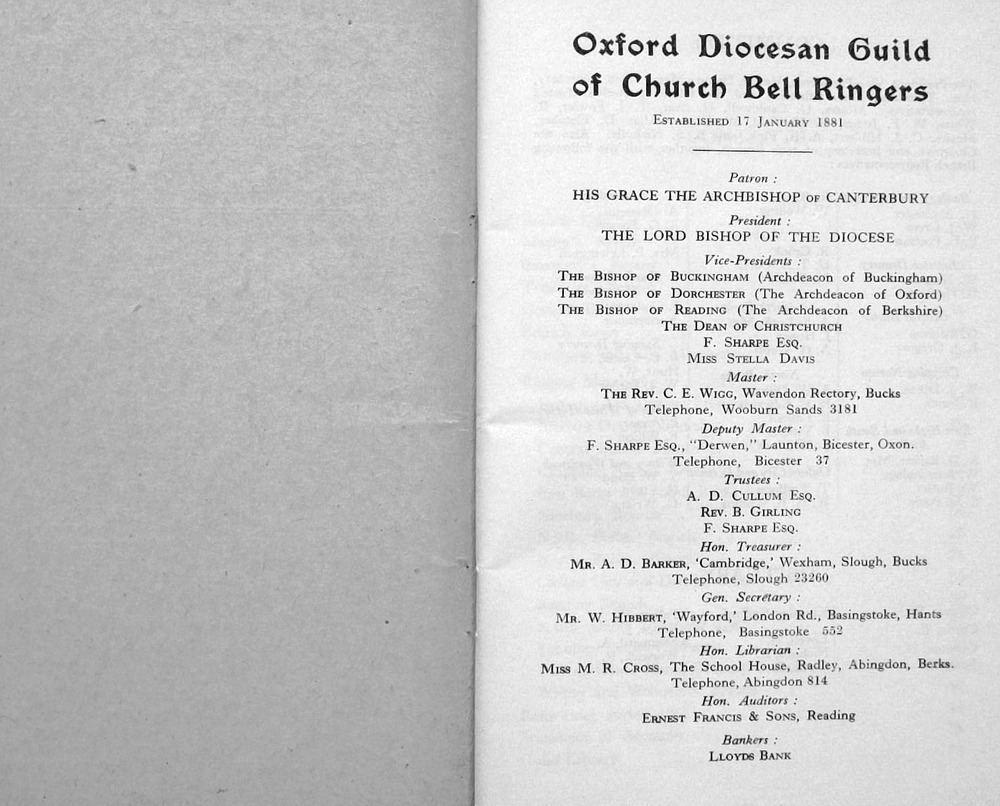 Oxford Diocesan Guild
of Church Bell Ringers
Established 17 January 1881
Patron :
HIS GRACE THE ARCHBISHOP OF CANTERBURY
President :
THE LORD BISHOP OF THE DIOCESE
Vice-Presidents :
The Bishop of Buckingham (Archdeacon of Buckingham)
The Bishop of Dorchester (The Archdeacon of Oxford)
The Bishop of Reading (The Archdeacon of Berkshire)
The Dean of Christchurch
F. Sharpe Esq.
Miss Stella Davis
Master :
The Rev. C. E. Wigg, Wavendon Rectory, Bucks
Telephone, Wooburn Sands 3181
Deputy Master :
F. Sharpe Esq., "Derwen," Launton, Bicester, Oxon.
Telephone, Bicester 37
Trustees :
A. D. Cullum Esq.
Rev. B. Girling
F. Sharpe Esq.
Hon. Treasurer :
Mr. A. D. Barker, 'Cambridge,' Wexham, Slough, Bucks
Telephone, Slough 23260
Gen. Secretary :
Mr. W. Hibbert, 'Wayford,' London Rd., Basingstoke, Hants
Telephone, Basingstoke 552
Hon. Librarian :
Miss M. R. Cross, The School House, Radley, Abingdon, Berks.
Telephone, Abingdon 814
Hon. Auditors :
Ernest Francis & Sons, Reading
Bankers :
Lloyds Bank